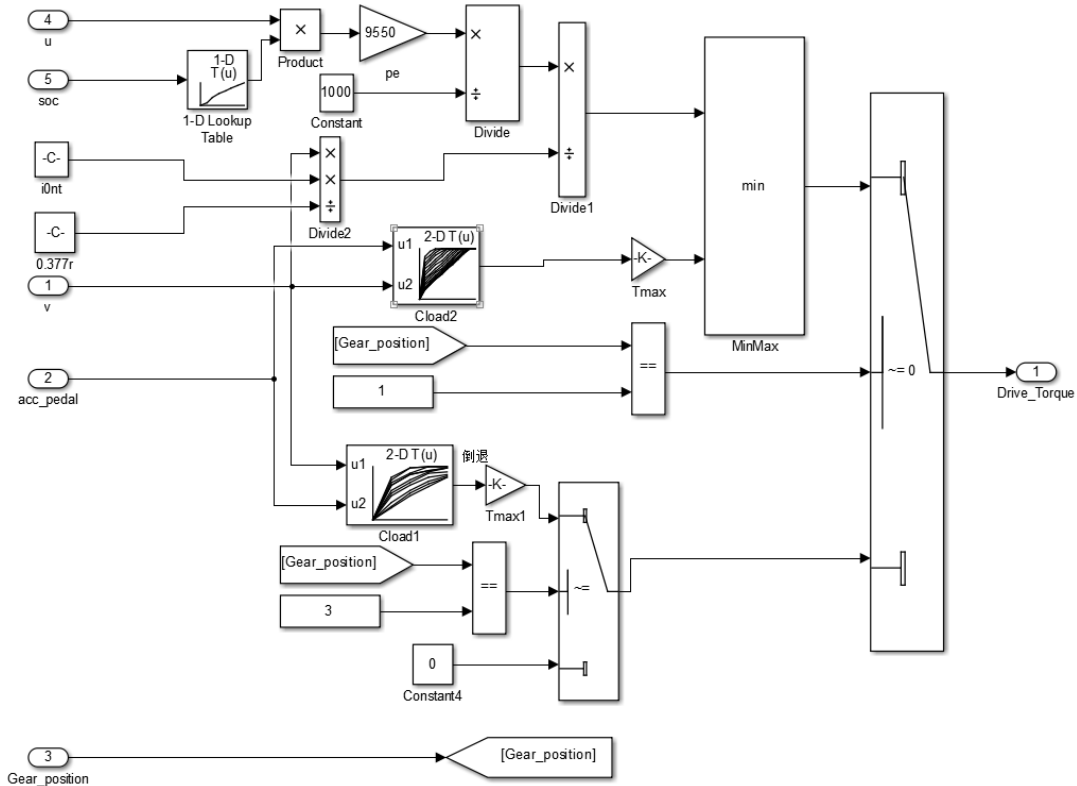 4
u
5
soc
1-D
T(u)
1-D Lookup
Table
×
Product
9550
pe
1000
Constant
×
÷
Divide
×
÷
Divide1
-C-
i0nt
-C-
0.377r
×
×
÷
Divide2
1
v
2
acc_pedal
u1
u2
2-D T(u)
Cload2
-K-
Tmax
min
MinMax
[Gear_position]
1
==
~= 0
1
Drive_Torque
u1
u2
2-D T(u)
Cload1
倒退
-K-
Tmax1
[Gear_position]
3
==
~=
0
Constant4
3
Gear_position
[Gear_position]